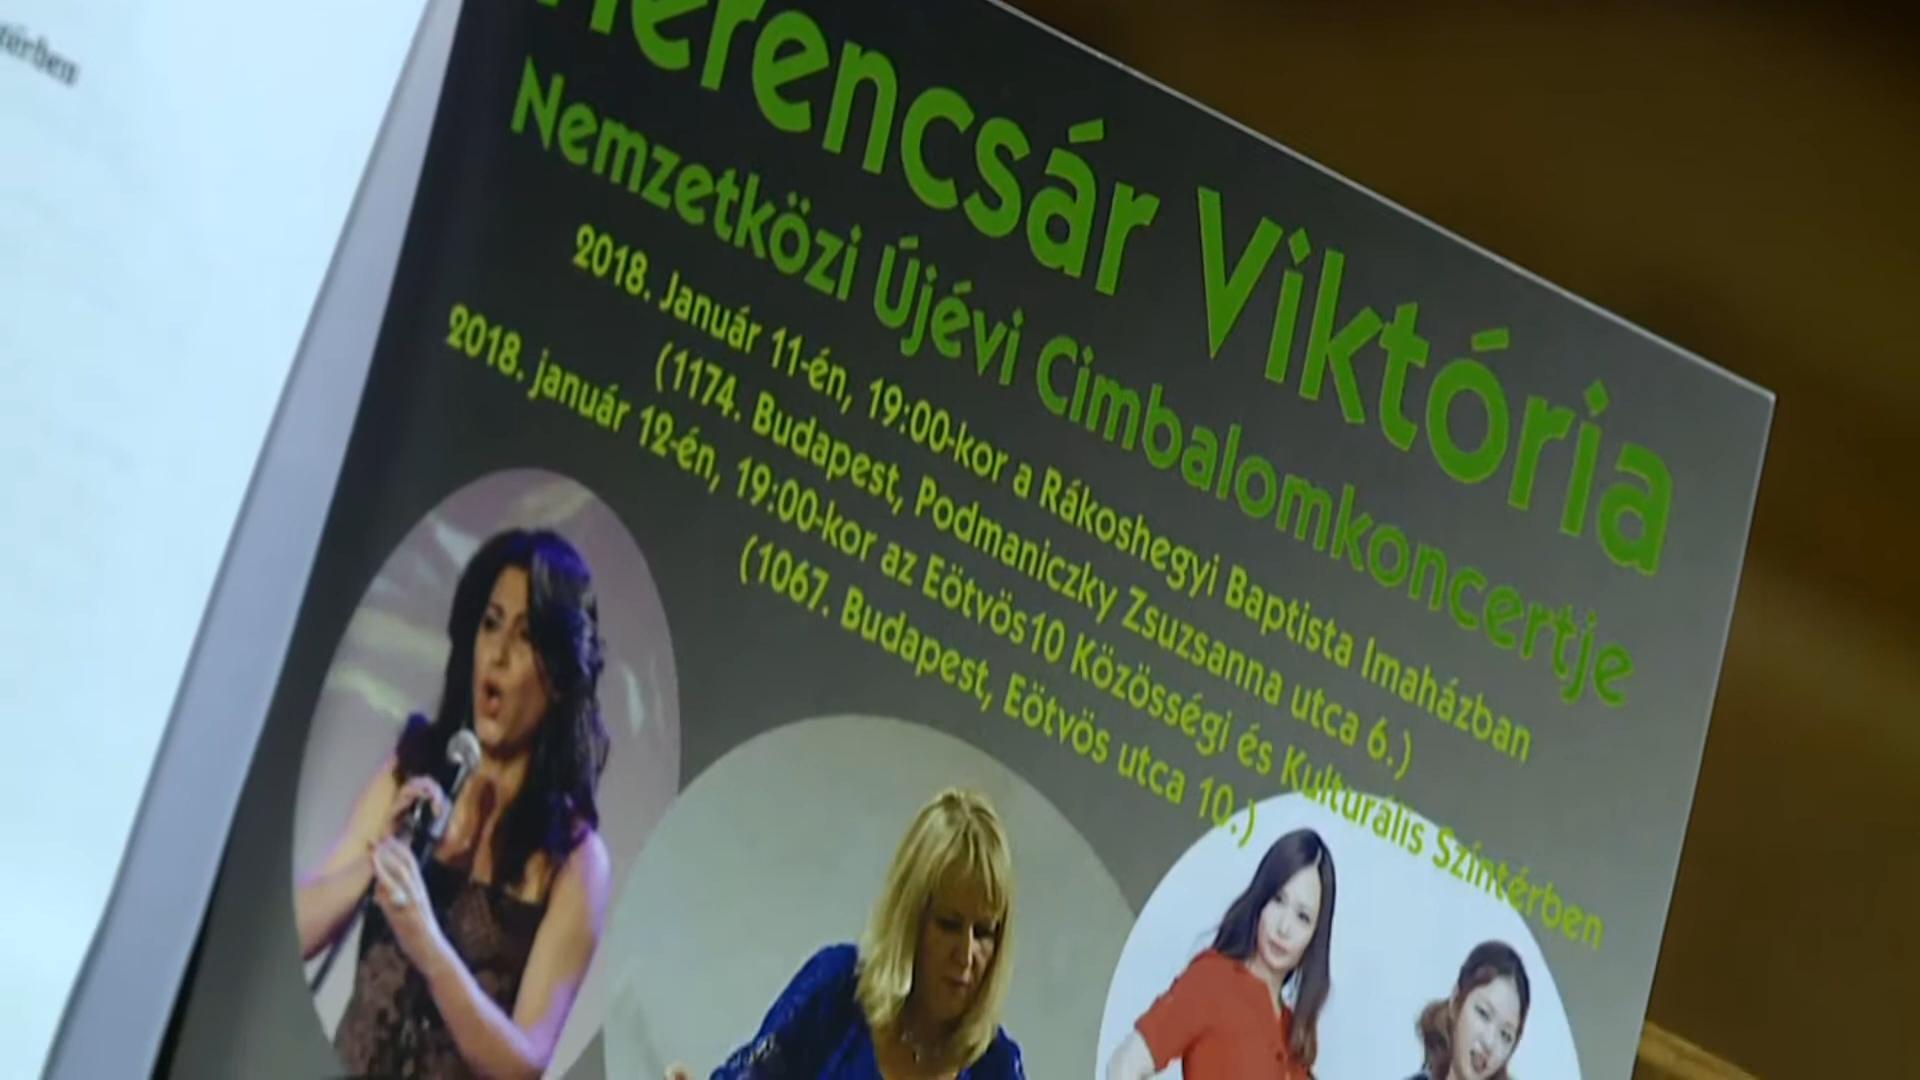 Herencsár Viktória
Nemzetközi Újévi Cimbalomkoncertje
2018. Január 11-én, 19:00-kor a Rákoshegyi Baptista Imaházban
(1174. Budapest, Podmaniczky Zsuzsanna utca 6.)
2018. január 12-én, 19:00-kor az Eötvös10 Közösségi és Kulturális Színtérben
(1067. Budapest, Eötvös utca 10.)